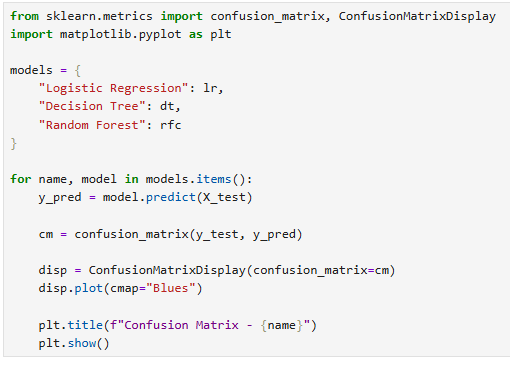 from sklearn.metrics import confusion_matrix, ConfusionMatrixDisplay
import matplotlib.pyplot as plt

models = {
    "Logistic Regression": lr,
    "Decision Tree": dt,
    "Random Forest": rfc
}

for name, model in models.items():
    y_pred = model.predict(X_test)

    cm = confusion_matrix(y_test, y_pred)

    disp = ConfusionMatrixDisplay(confusion_matrix=cm)
    disp.plot(cmap="Blues")

    plt.title(f"Confusion Matrix - {name}")
    plt.show()